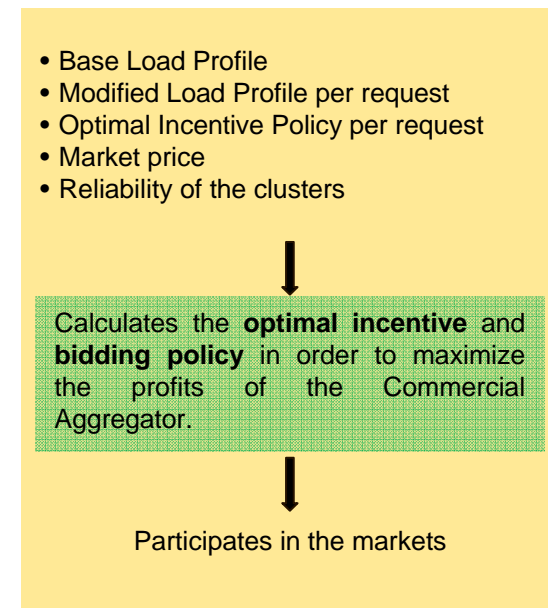 • Base Load Profile
• Modified Load Profile per request
• Optimal Incentive Policy per request
• Market price
• Reliability of the clusters
Calculates the optimal incentive and
bidding policy in order to maximize
the profits of the Commercial
Aggregator.
Participates in the markets